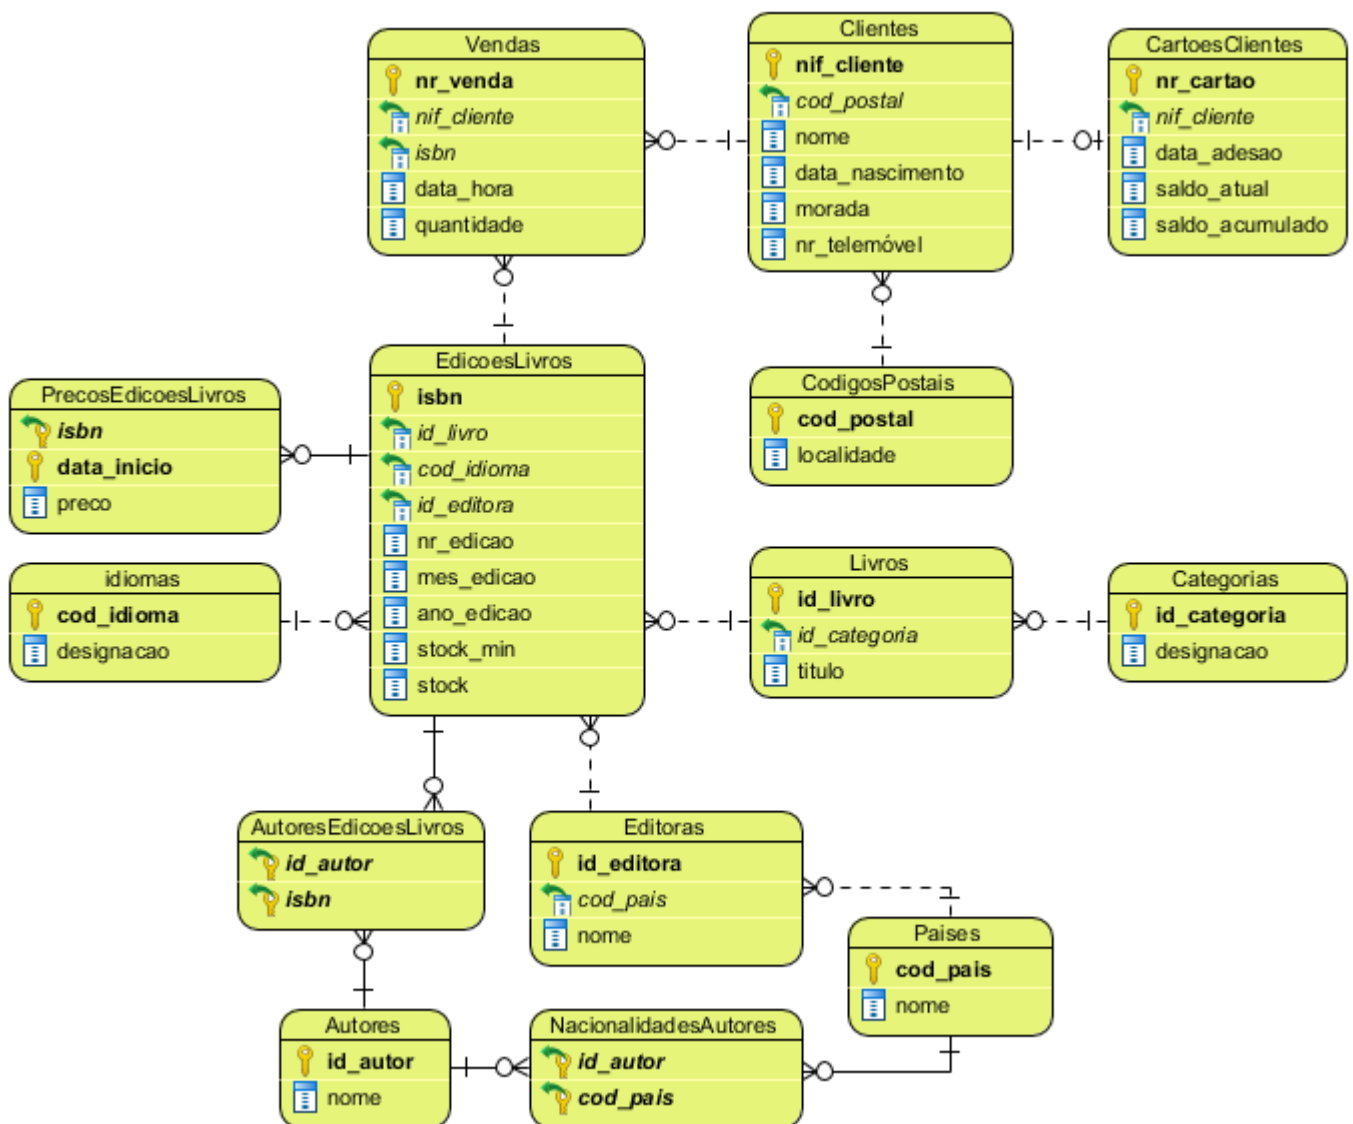 Vendas
nr_venda
nif_cliente
isbn
data_hora
quantidade
Clientes
nif_cliente
cod_postal
nome
data_nascimento
morada
nr_telemóvel
CartoesClientes
nr_cartao
nif_cliente
data_adesao
saldo_atual
saldo_acumulado
PrecosEdicoesLivros
isbn
data_inicio
preco
EdicoesLivros
isbn
id_livro
cod_idioma
id_editora
nr_edicao
mes_edicao
ano_edicao
stock_min
stock
CodigosPostais
cod_postal
localidade
idiomas
cod_idioma
designacao
Livros
id_livro
id_categoria
titulo
Categorias
id_categoria
designacao
AutoresEdicoesLivros
id_autor
isbn
Editoras
id_editora
cod_pais
nome
Paises
cod_pais
nome
Autores
id_autor
nome
NacionalidadesAutores
id_autor
cod_pais